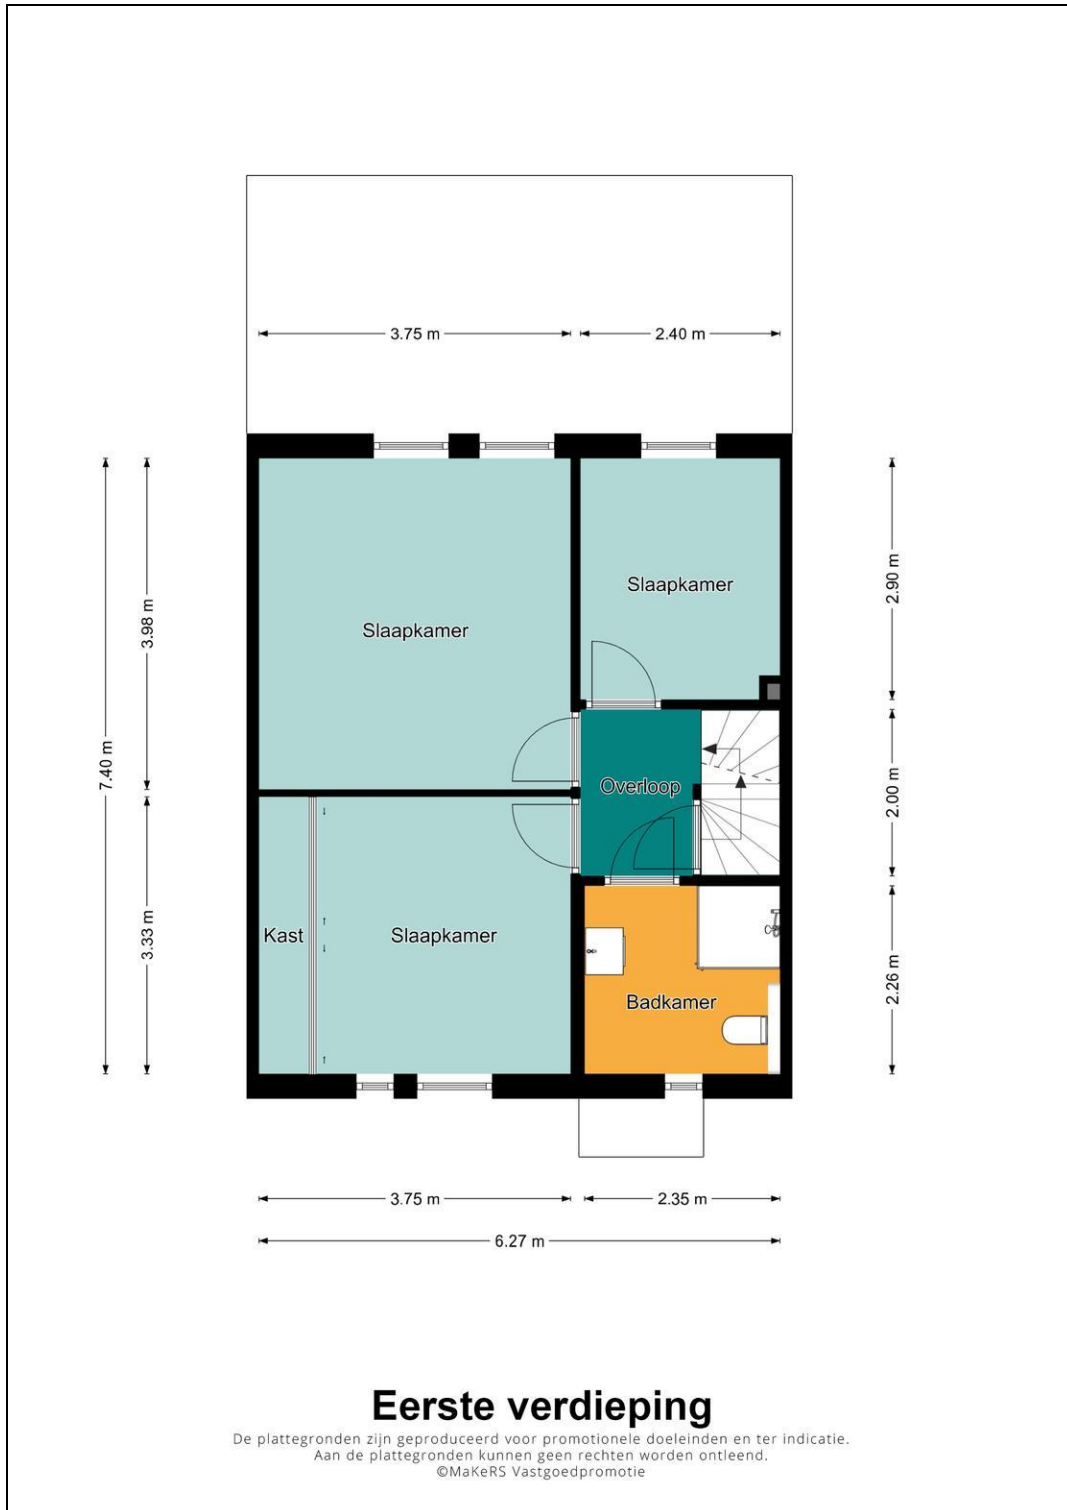 3.75 m
2.40 m
7.40 m
3.98 m
3.33 m
2.90 m
2.00 m
2.26 m
Slaapkamer
Slaapkamer
Overloop
Kast
Slaapkamer
Badkamer
3.75 m
2.35 m
6.27 m
Eerste verdieping
De plattegronden zijn geproduceerd voor promotionele doeleinden en ter indicatie.
Aan de plattegronden kunnen geen rechten worden ontleend.
©MaKeRS Vastgoedpromotie